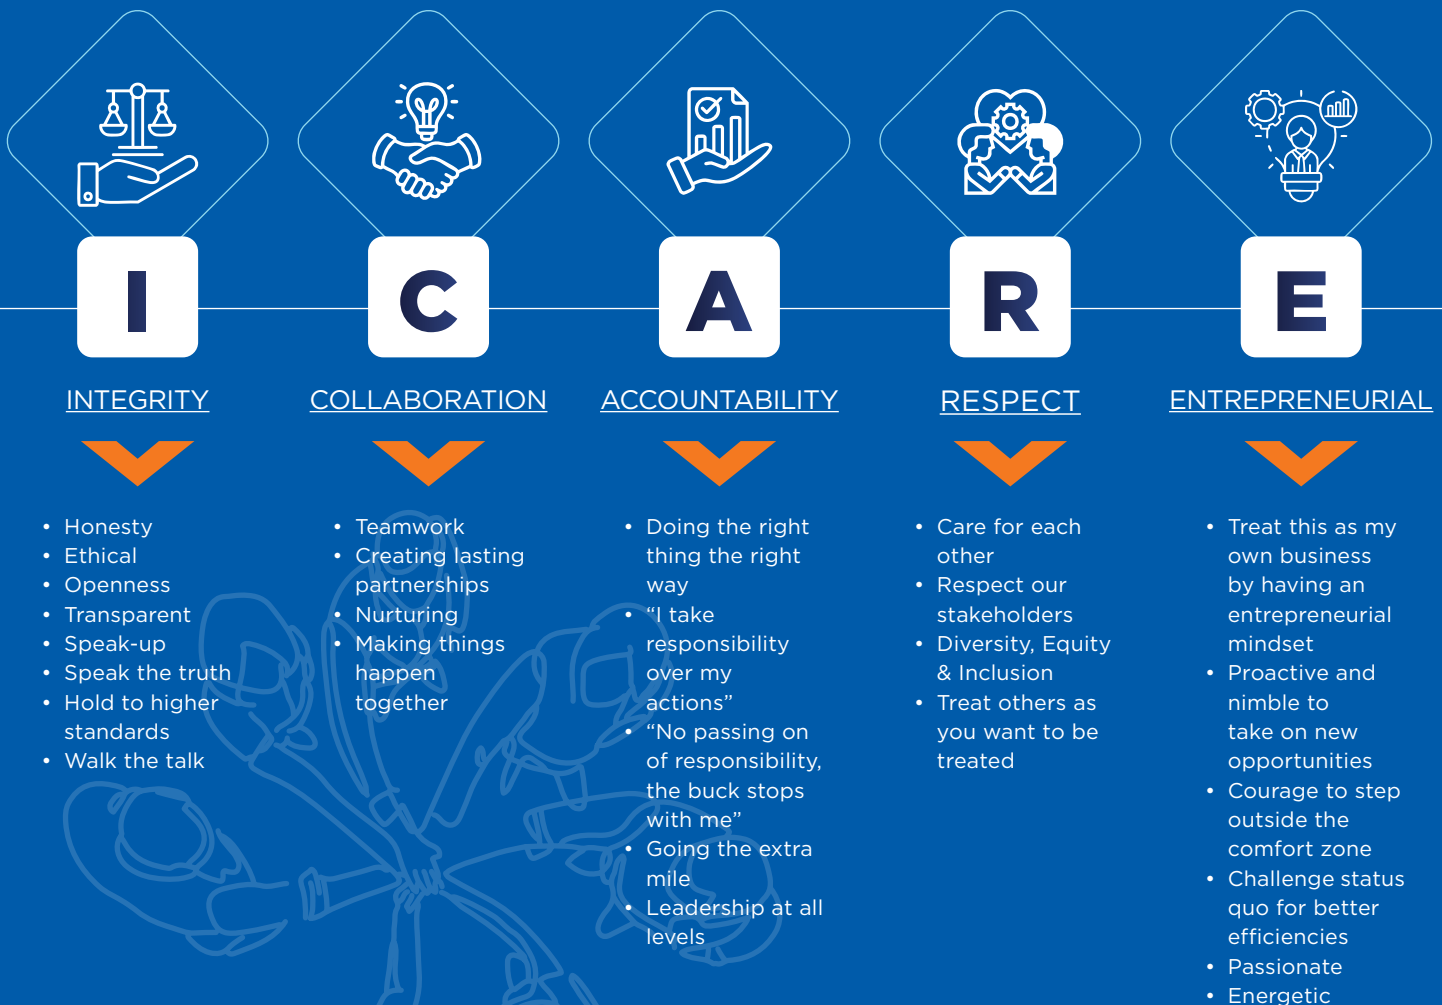 I
C
A
R
E
INTEGRITY
COLLABORATION
ACCOUNTABILITY
RESPECT
ENTREPRENEURIAL
• Honesty
• Ethical
• Openness
• Transparent
• Speak-up
• Speak the truth
• Hold to higher
standards
• Walk the talk
• Teamwork
• Creating lasting
partnerships
• Nurturing
• Making things
happen
together
• Doing the right
thing the right
way
• “I take
responsibility
over my
actions”
• “No passing on
of responsibility,
the buck stops
with me”
• Going the extra
mile
• Leadership at all
levels
• Care for each
other
• Respect our
stakeholders
• Diversity, Equity
& Inclusion
• Treat others as
you want to be
treated
• Treat this as my
own business
by having an
entrepreneurial
mindset
• Proactive and
nimble to
take on new
opportunities
• Courage to step
outside the
comfort zone
• Challenge status
quo for better
efficiencies
• Passionate
• Energetic